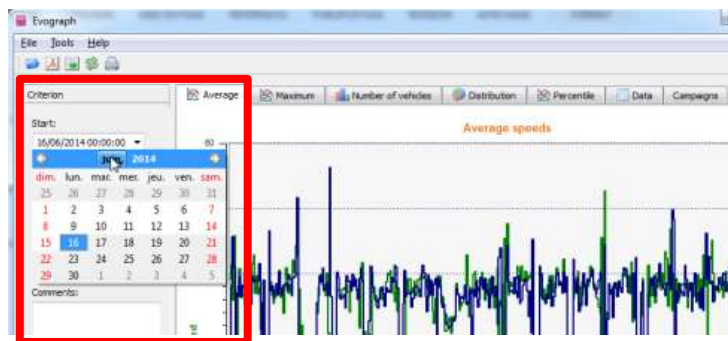 Evograph
File Tools Help
Criterion
Average Maximum Number of vehicles Distribution Percentile Data Campaigns
Start:
Average speeds
16/06/2014 00:00:00
60
juin, 2014
dim. lun. mar. mer. jeu. ven. sam.
25 26 27 28 29 30 31
1 2 3 4 5 6 7
8 9 10 11 12 13 14
15 16 17 18 19 20 21
22 23 24 25 26 27 28
29 30 1 2 3 4 5
Comments: